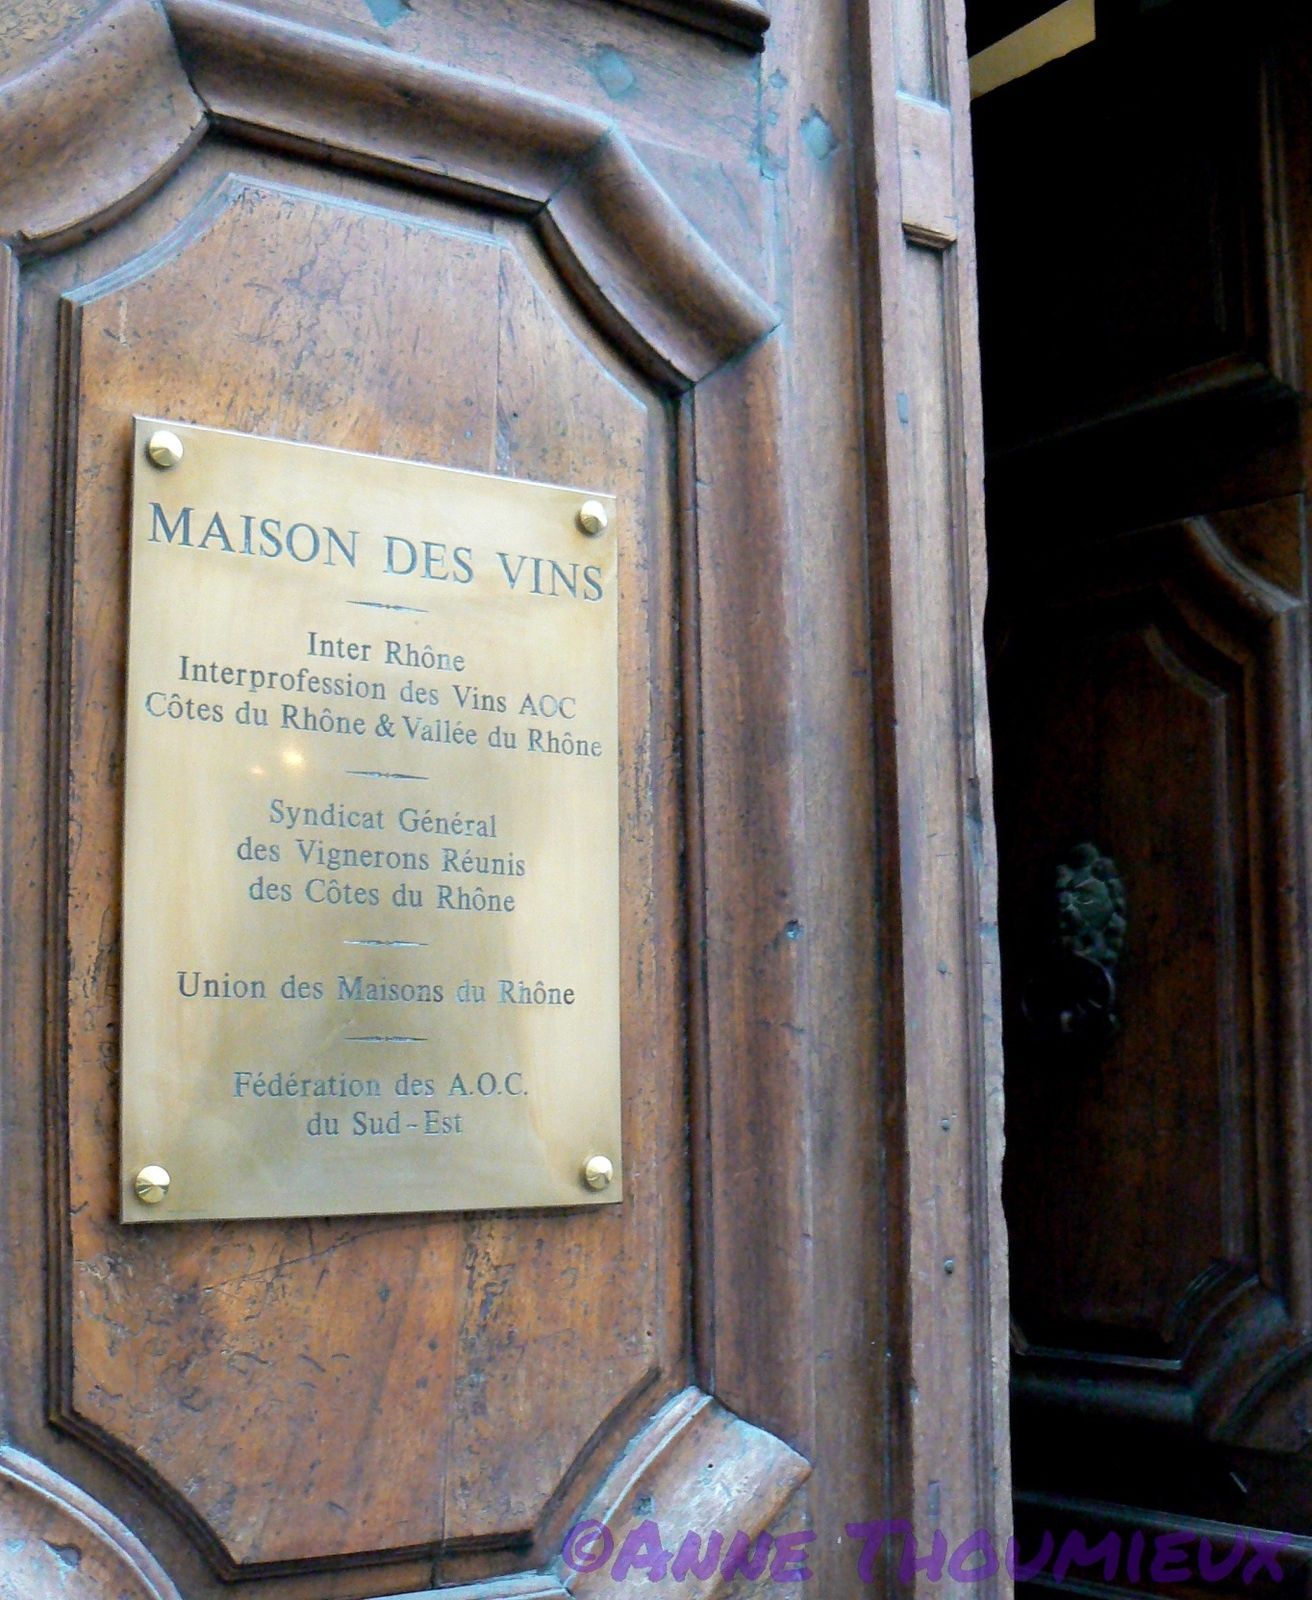 MAISON DES VINS
Inter Rhône
Interprofession des Vins AOC
Côtes du Rhône & Vallée du Rhône
Syndicat Général
des Vignerons Réunis
des Côtes du Rhône
Union des Maisons du Rhône
Fédération des A.O.C.
du Sud-Est
©Anne Thoumieux